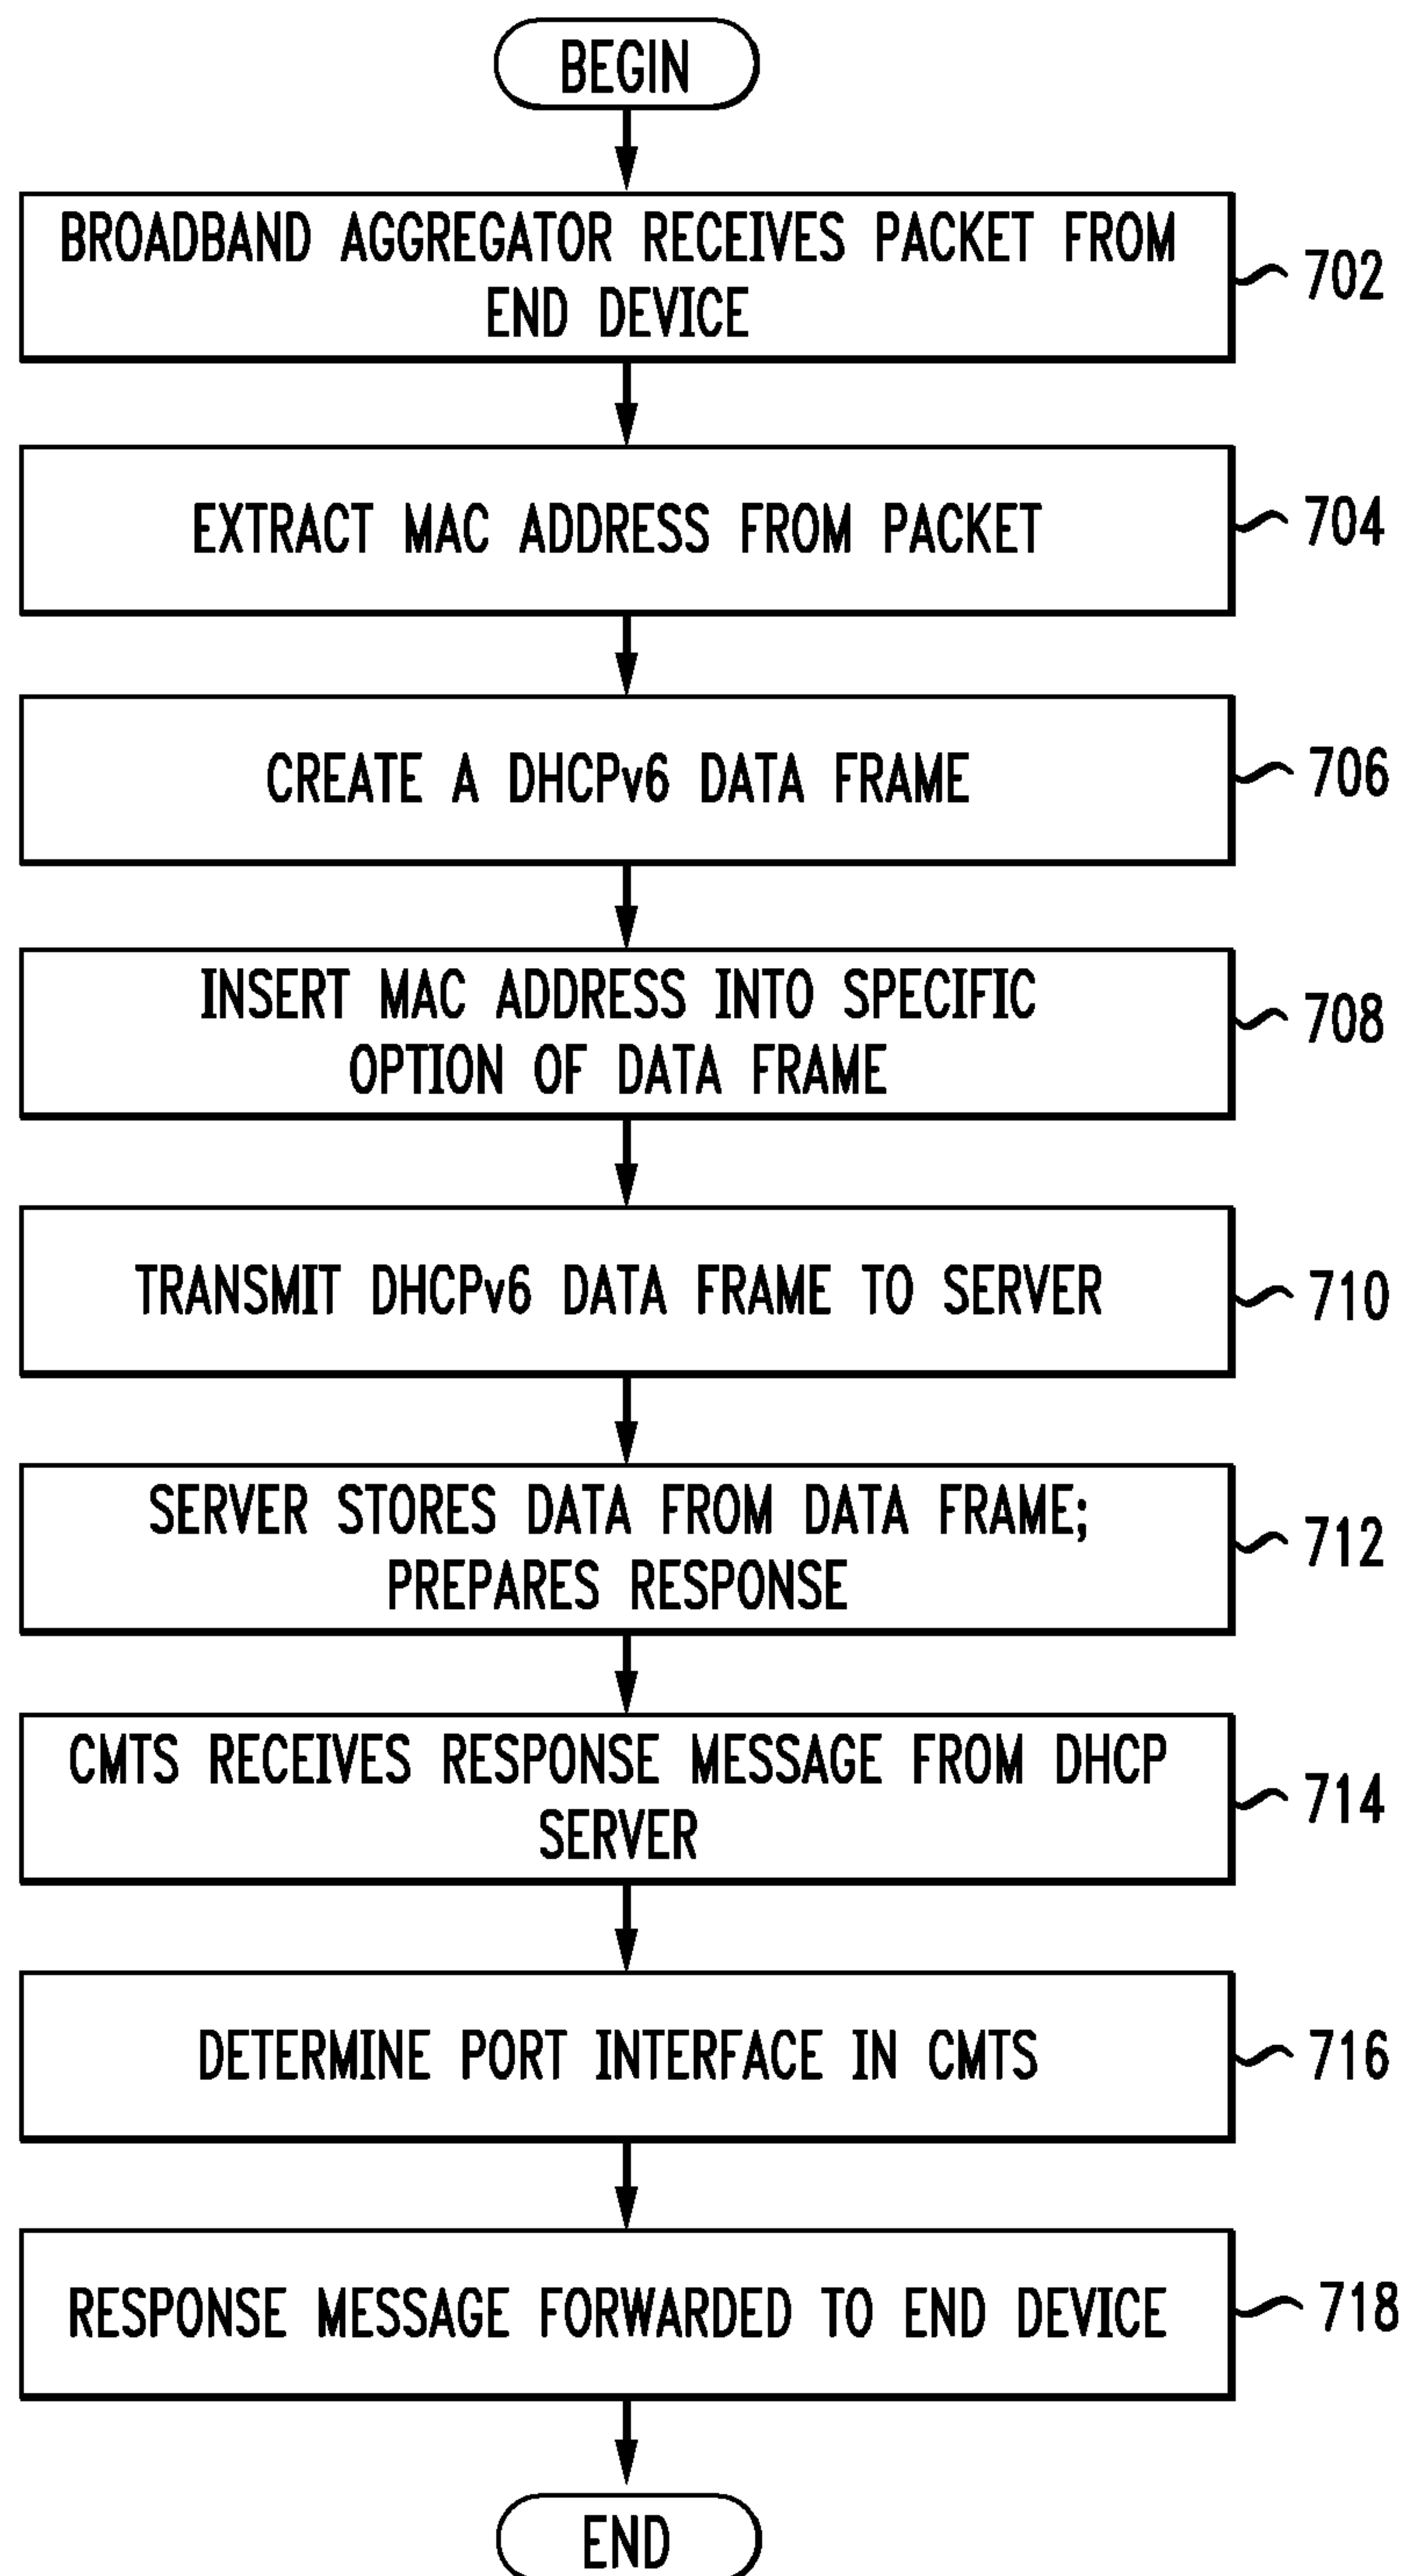 BEGIN
BROADBAND AGGREGATOR RECEIVES PACKET FROM
END DEVICE
702
EXTRACT MAC ADDRESS FROM PACKET
704
CREATE A DHCPv6 DATA FRAME
706
INSERT MAC ADDRESS INTO SPECIFIC
OPTION OF DATA FRAME
708
TRANSMIT DHCPv6 DATA FRAME TO SERVER
710
SERVER STORES DATA FROM DATA FRAME;
PREPARES RESPONSE
712
CMTS RECEIVES RESPONSE MESSAGE FROM DHCP
SERVER
714
DETERMINE PORT INTERFACE IN CMTS
716
RESPONSE MESSAGE FORWARDED TO END DEVICE
718
END